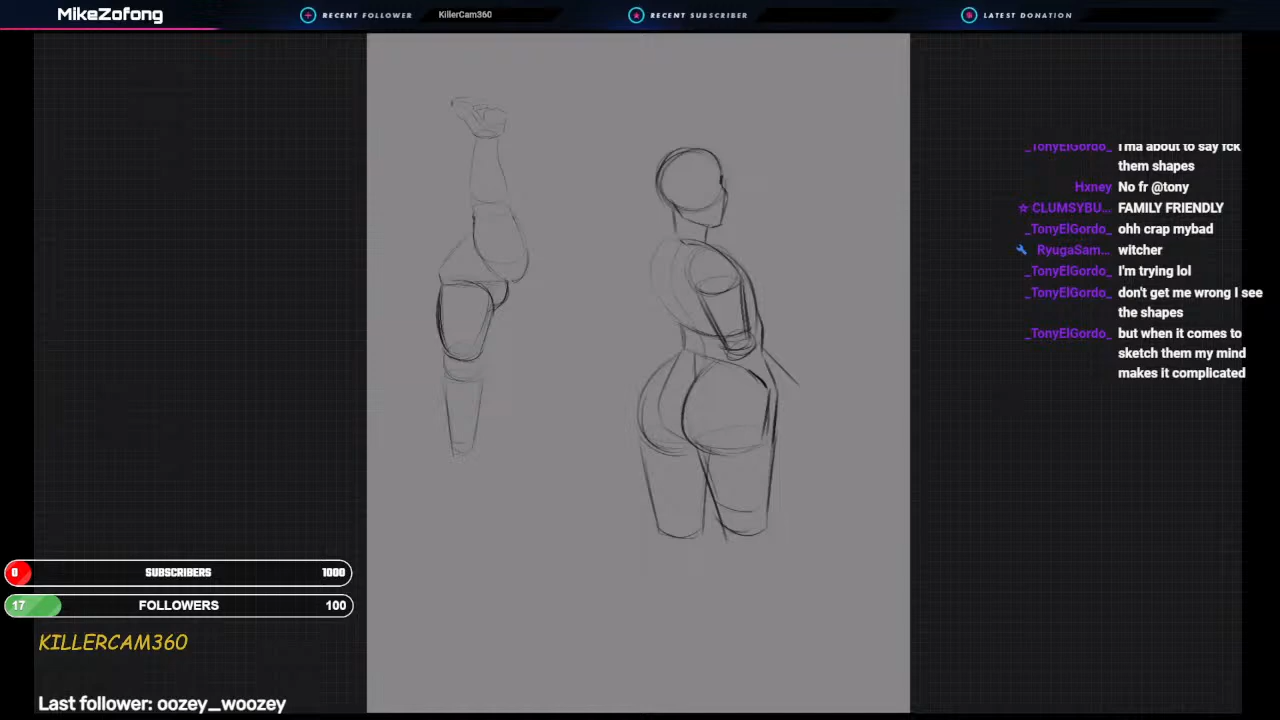 MikeZofong
RECENT FOLLOWER
KillerCam360
RECENT SUBSCRIBER
LATEST DONATION
_TonyElGordo_ I'ma about to say fck
them shapes
Hxney No fr @tony
CLUMSYBU... FAMILY FRIENDLY
_TonyElGordo_ ohh crap mybad
RyugaSam... witcher
_TonyElGordo_ I'm trying lol
_TonyElGordo_ don't get me wrong I see
the shapes
_TonyElGordo_ but when it comes to
sketch them my mind
makes it complicated
0 SUBSCRIBERS 1000
17 FOLLOWERS 100
KILLERCAM360
Last follower: oozey_woozey